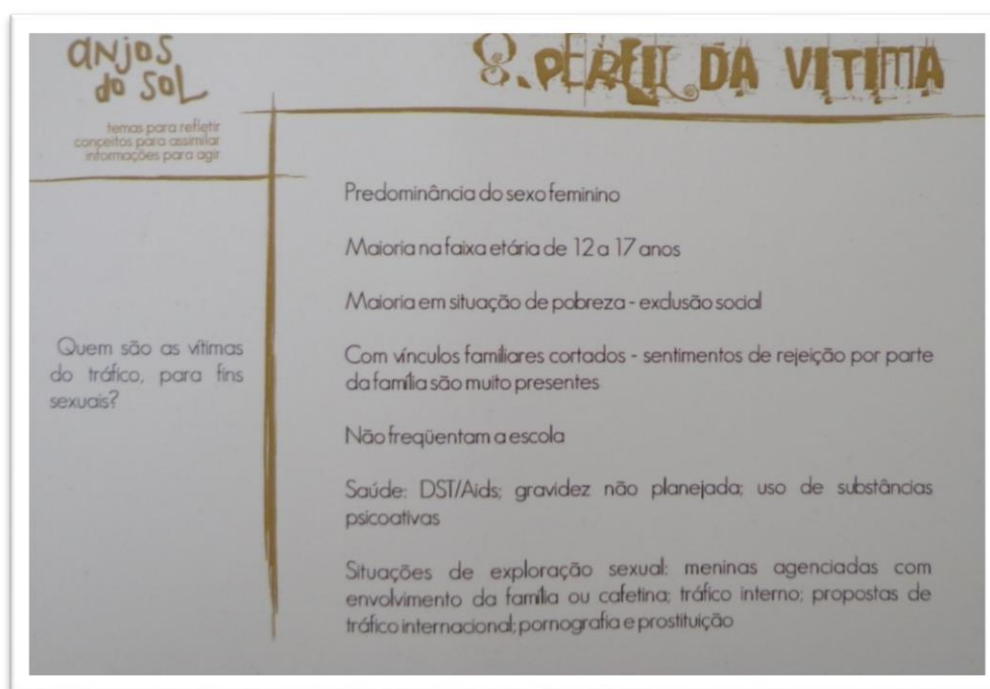 anjos
do sol
temas para refletir
conceitos para assimilar
informações para agir
8. PERFIL DA VITIMA
Quem são as vítimas
do tráfico, para fins
sexuais?
Predominância do sexo feminino
Maioria na faixa etária de 12 a 17 anos
Maioria em situação de pobreza - exclusão social
Com vínculos familiares cortados - sentimentos de rejeição por parte
da família são muito presentes
Não freqüentam a escola
Saúde: DST/Aids; gravidez não planejada; uso de substâncias
psicoativas
Situações de exploração sexual: meninas agenciadas com
envolvimento da família ou cafetina; tráfico interno; propostas de
tráfico internacional; pornografia e prostituição